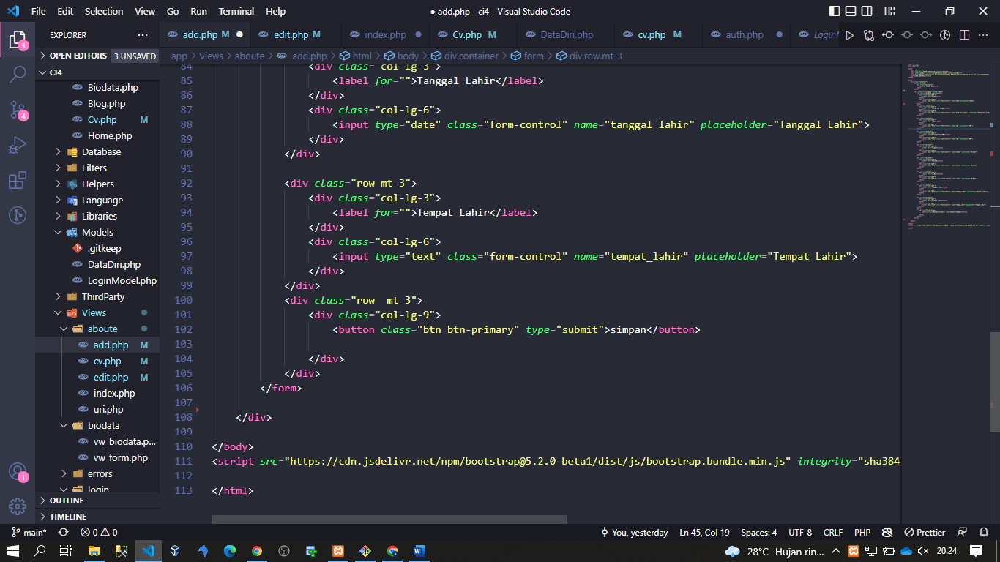 File Edit Selection View Go Run Terminal Help
● add.php - ci4 - Visual Studio Code
EXPLORER ···
add.php M ●
edit.php M
index.php ●
Cv.php M
DataDiri.php
cv.php M
auth.php ●
OPEN EDITORS 3 UNSAVED
app > Views > aboute > add.php > html > body > div.container > form > div.row.mt-3
CI4
Biodata.php
Blog.php
Cv.php M
Home.php
Database
Filters
Helpers
Language
Libraries
Models
.gitkeep
DataDiri.php
LoginModel.php
ThirdParty
Views
aboute
add.php M
cv.php M
edit.php M
index.php
uri.php
biodata
vw_biodata.p...
vw_form.php
errors
login
OUTLINE
TIMELINE
3
4
1
84 <div class="col-lg-3">
85 <label for="">Tanggal Lahir</label>
86 </div>
87 <div class="col-lg-6">
88 <input type="date" class="form-control" name="tanggal_lahir" placeholder="Tanggal Lahir">
89 </div>
90 </div>
91
92 <div class="row mt-3">
93 <div class="col-lg-3">
94 <label for="">Tempat Lahir</label>
95 </div>
96 <div class="col-lg-6">
97 <input type="text" class="form-control" name="tempat_lahir" placeholder="Tempat Lahir">
98 </div>
99 </div>
100 <div class="row  mt-3">
101 <div class="col-lg-9">
102 <button class="btn btn-primary" type="submit">simpan</button>
103
104 </div>
105 </div>
106 </form>
107
108 </div>
109
110 </body>
111 <script src="https://cdn.jsdelivr.net/npm/bootstrap@5.2.0-beta1/dist/js/bootstrap.bundle.min.js" integrity="sha384-
112
113 </html>
main* 0 0 You, yesterday Ln 45, Col 19 Spaces: 4 UTF-8 CRLF PHP Prettier
28°C Hujan rin... 20.24